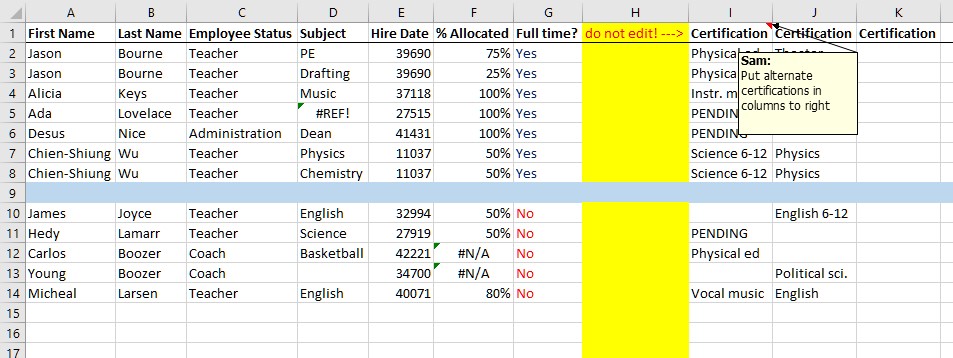 A B C D E F G H I J K
1 First Name Last Name Employee Status Subject Hire Date % Allocated Full time? do not edit! ---> Certification Certification Certification
2 Jason Bourne Teacher PE 39690 75% Yes
Sam:
3 Jason Bourne Teacher Drafting 39690 25% Yes
Put alternate
4 Alicia Keys Teacher Music 37118 100% Yes Instr.
certifications in
5 Ada Lovelace Teacher #REF! 27515 100% Yes
columns to right
6 Desus Nice Administration Dean 41431 100% Yes PENDING
7 Chien-Shiung Wu Teacher Physics 11037 50% Yes Science 6-12 Physics
8 Chien-Shiung Wu Teacher Chemistry 11037 50% Yes Science 6-12 Physics
9
10 James Joyce Teacher English 32994 50% No English 6-12
11 Hedy Lamarr Teacher Science 27919 50% No PENDING
12 Carlos Boozer Coach Basketball 42221 #N/A No Physical ed
13 Young Boozer Coach 34700 #N/A No Political sci.
14 Micheal Larsen Teacher English 40071 80% No Vocal music English
15
16
17